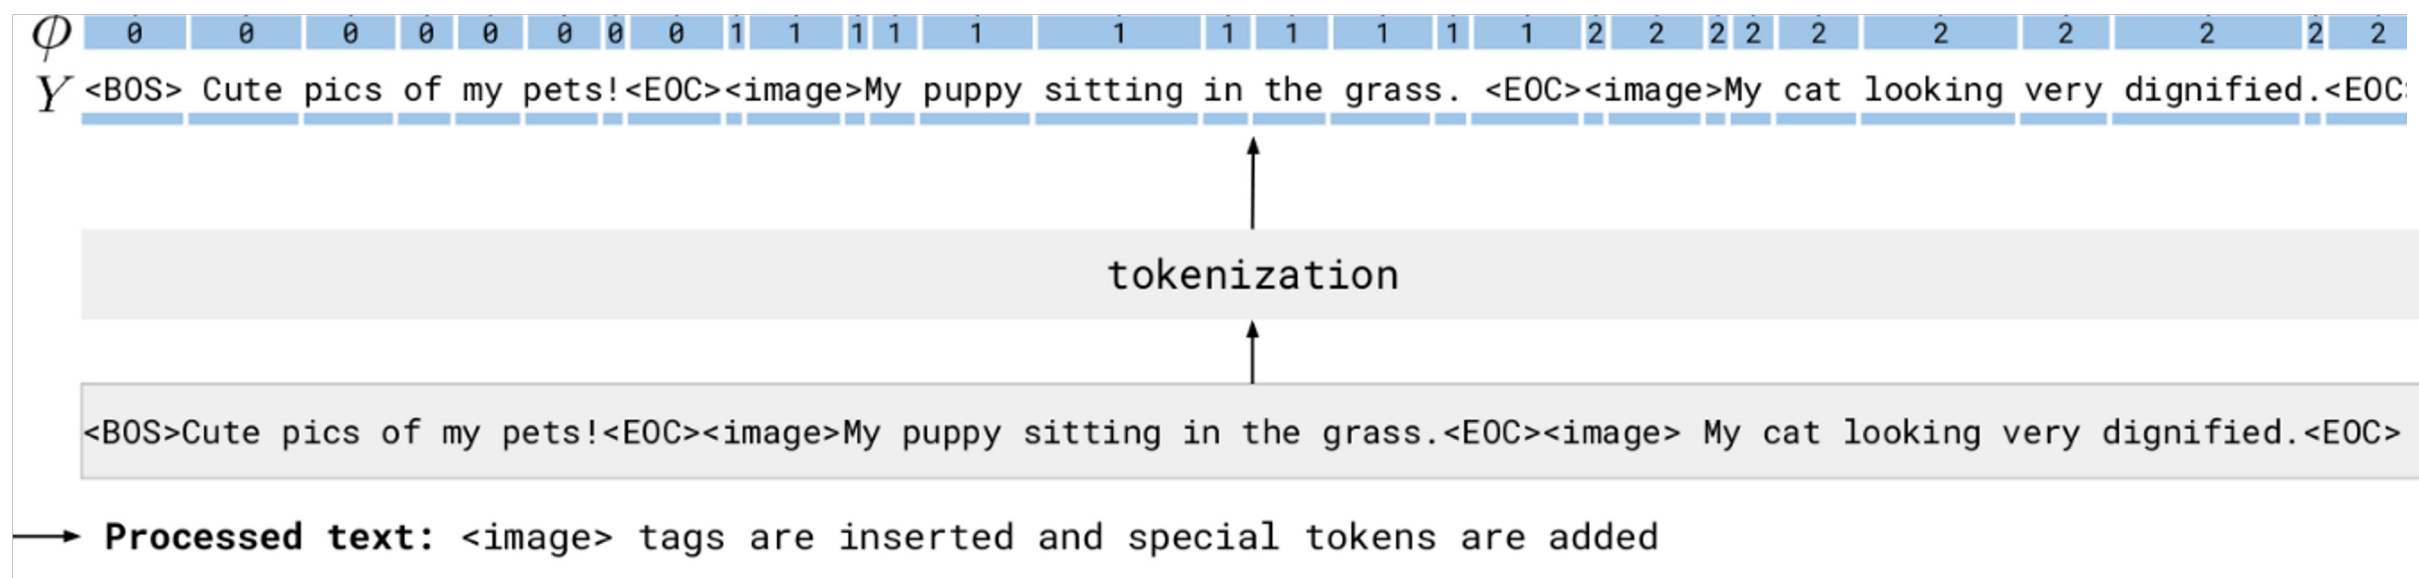 ϕ 0 0 0 0 0 0 0 0 1 1 1 1 1 1 1 1 1 1 1 2 2 2 2 2 2 2 2 2 2
Y <BOS> Cute pics of my pets!<EOC><image>My puppy sitting in the grass. <EOC><image>My cat looking very dignified.<EOC
tokenization
<BOS>Cute pics of my pets!<EOC><image>My puppy sitting in the grass.<EOC><image> My cat looking very dignified.<EOC>
Processed text: <image> tags are inserted and special tokens are added